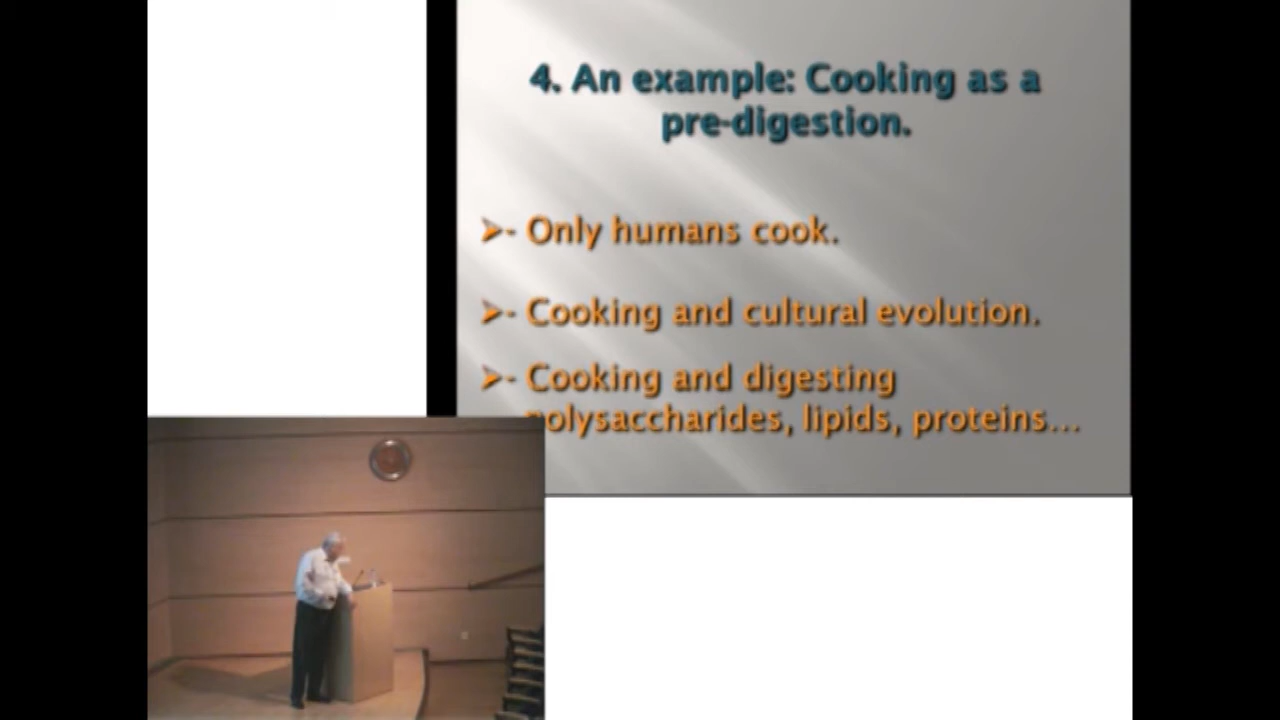 4. An example: Cooking as a
pre-digestion.
➢- Only humans cook.
➢- Cooking and cultural evolution.
➢- Cooking and digesting
polysaccharides, lipids, proteins...